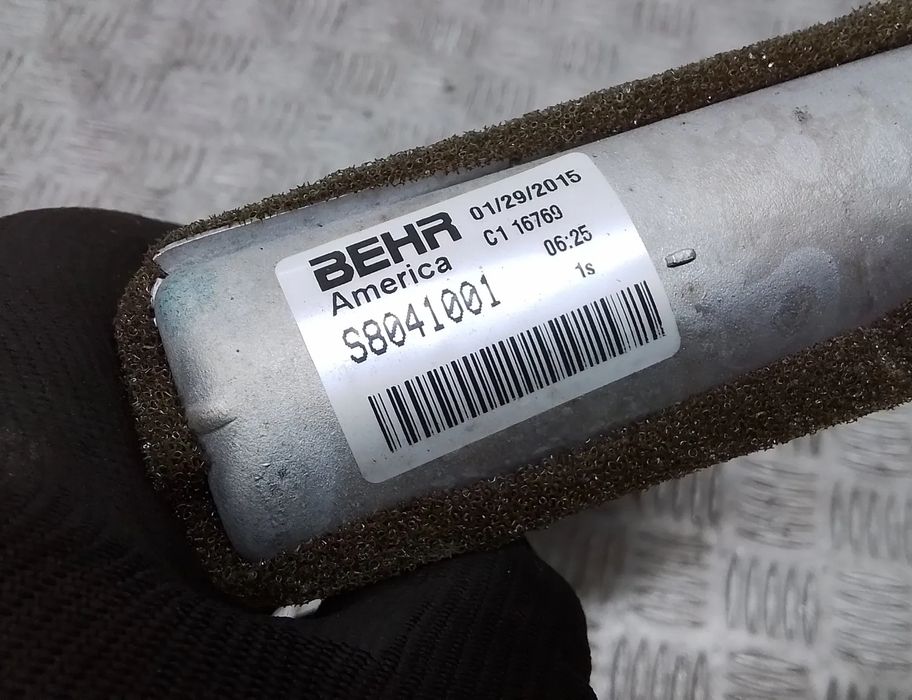 BEHR 01/29/2015
America C1 16769
06:25
S8041001 1s